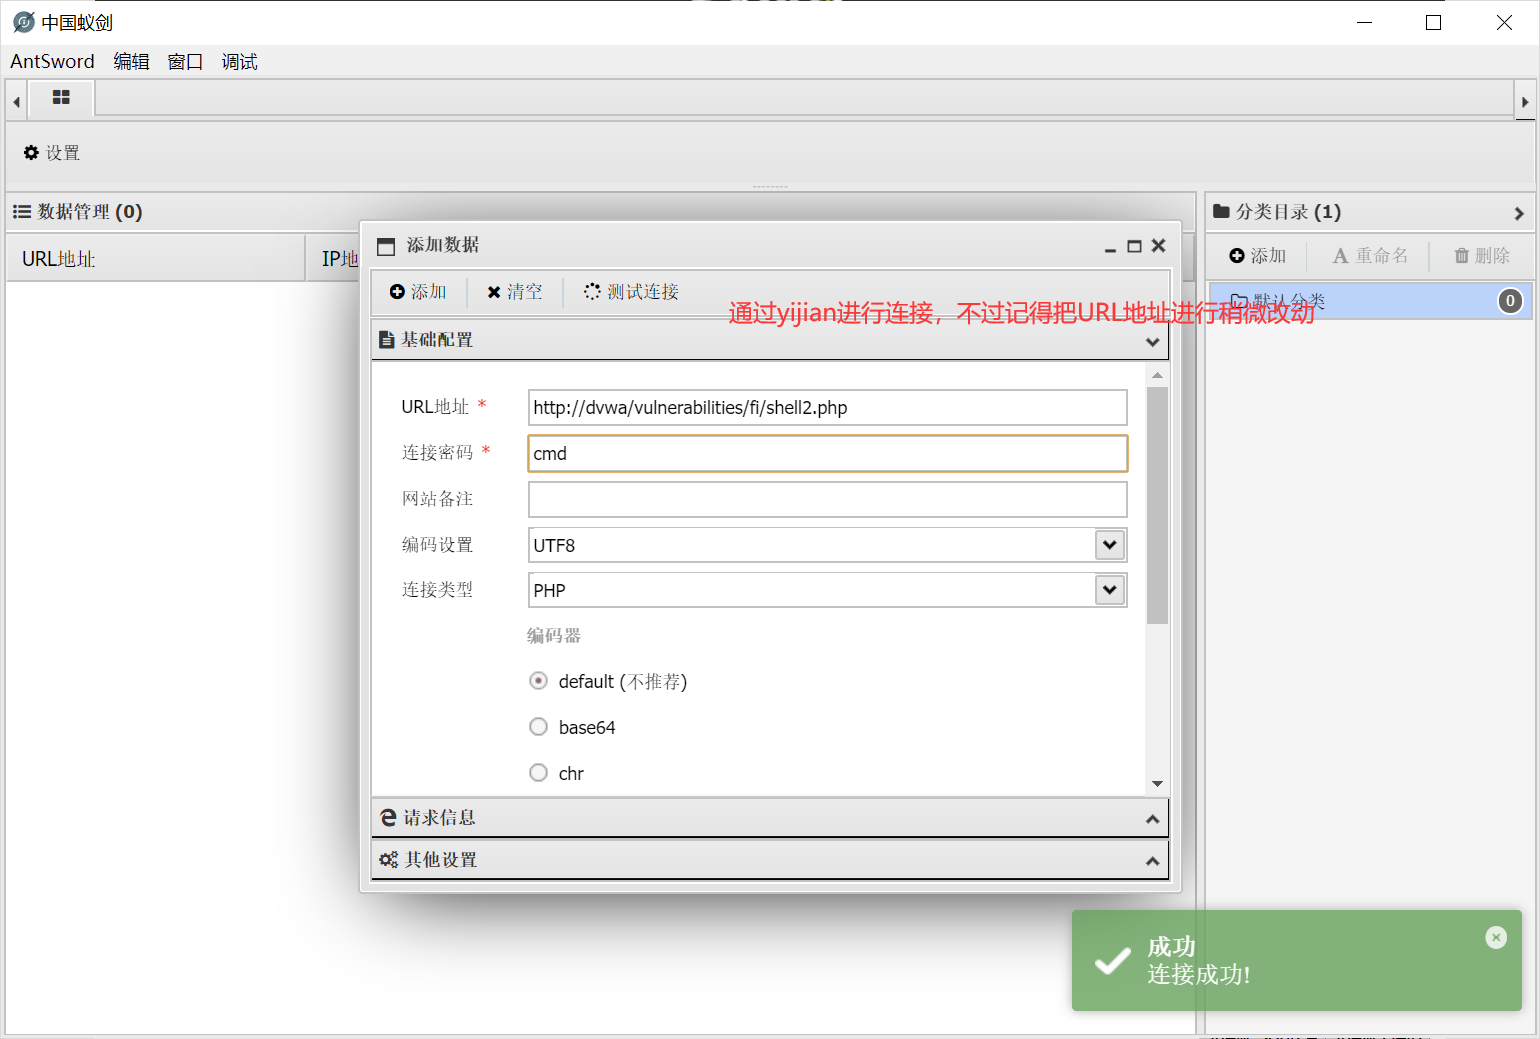 中国蚁剑
AntSword 编辑 窗口 调试
设置
数据管理 (0)
URL地址
IP地
分类目录 (1)
添加
重命名
删除
默认分类
0
添加数据
添加
清空
测试连接
通过yijian进行连接，不过记得把URL地址进行稍微改动
基础配置
URL地址 *
http://dvwa/vulnerabilities/fi/shell2.php
连接密码 *
cmd
网站备注
编码设置
UTF8
连接类型
PHP
编码器
default (不推荐)
base64
chr
请求信息
其他设置
成功
连接成功!